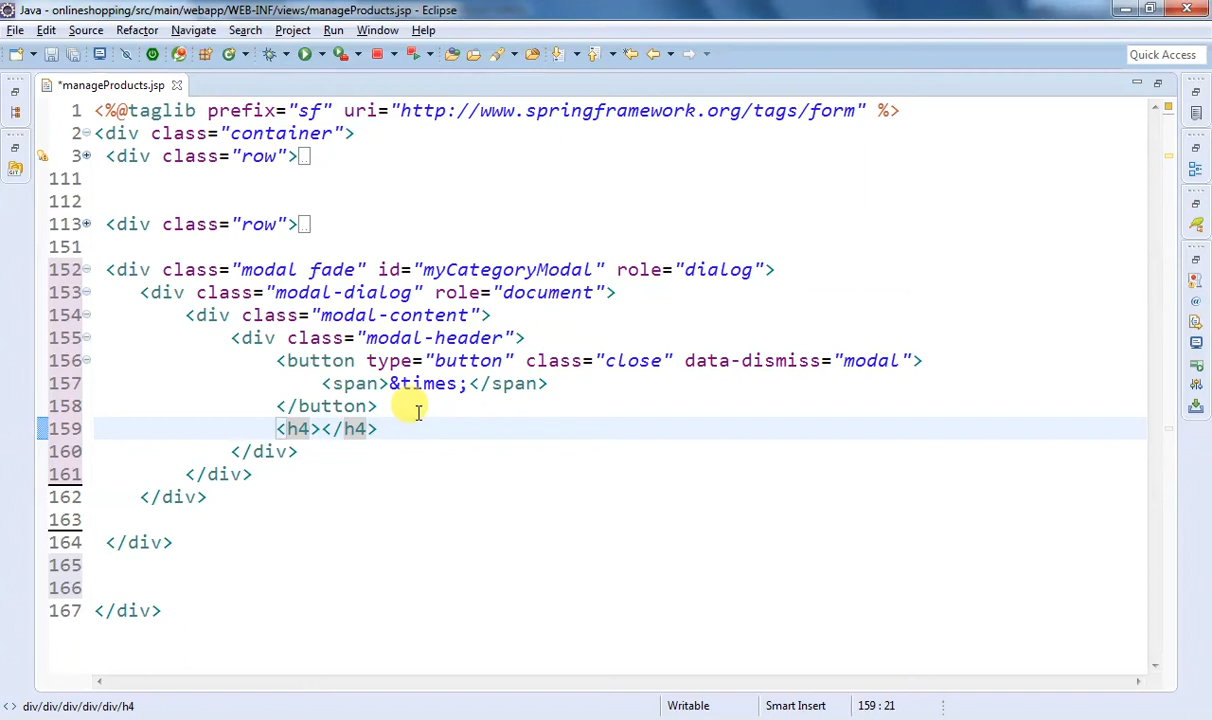 Java - onlineshopping/src/main/webapp/WEB-INF/views/manageProducts.jsp - Eclipse
File Edit Source Refactor Navigate Search Project Run Window Help
Quick Access
*manageProducts.jsp
1 <%@taglib prefix="sf" uri="http://www.springframework.org/tags/form" %>
2 <div class="container">
3 <div class="row">
111
112
113 <div class="row">
151
152 <div class="modal fade" id="myCategoryModal" role="dialog">
153 <div class="modal-dialog" role="document">
154 <div class="modal-content">
155 <div class="modal-header">
156 <button type="button" class="close" data-dismiss="modal">
157 <span>&times;</span>
158 </button>
159 <h4></h4>
160 </div>
161 </div>
162 </div>
163
164 </div>
165
166
167 </div>
div/div/div/div/div/h4 Writable Smart Insert 159 : 21